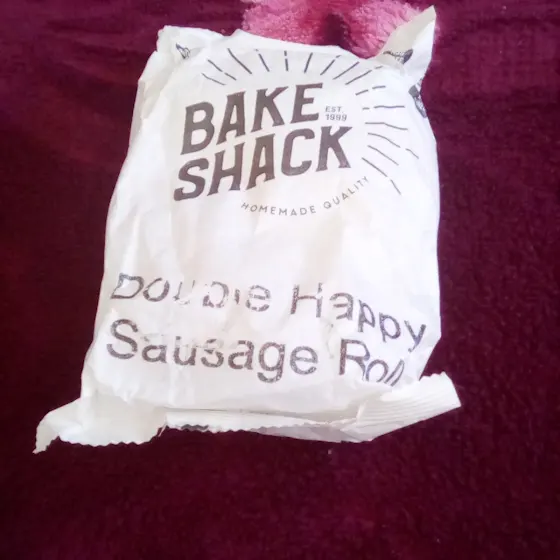 BAKE
EST.
1999
SHACK
HOMEMADE QUALITY
Double Happy
Sausage Roll